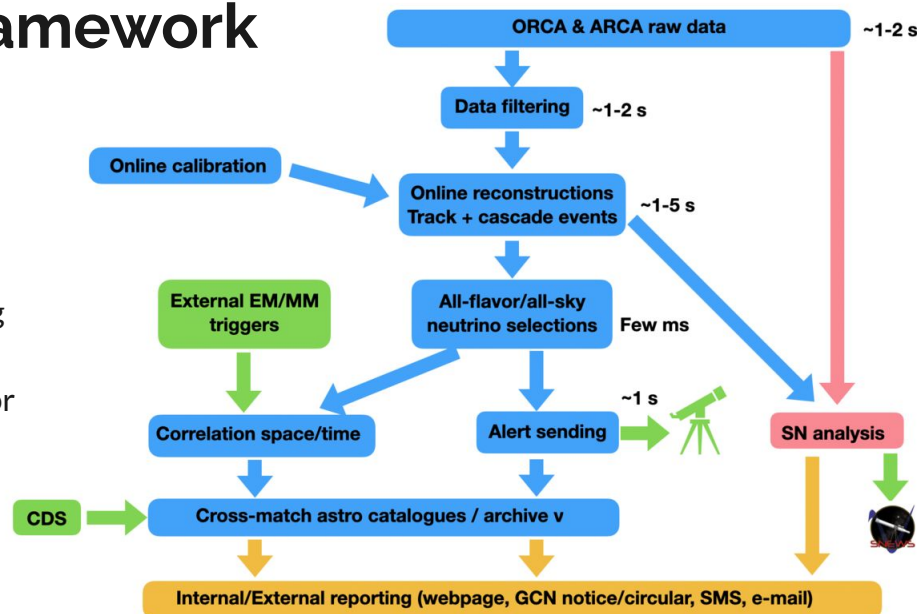 amework
ORCA & ARCA raw data
~1-2 s
Data filtering
~1-2 s
Online calibration
Online reconstructions
Track + cascade events
~1-5 s
External EM/MM
triggers
All-flavor/all-sky
neutrino selections
Few ms
g
or
~1 s
Correlation space/time
Alert sending
SN analysis
CDS
Cross-match astro catalogues / archive ν
SNEWS
Internal/External reporting (webpage, GCN notice/circular, SMS, e-mail)